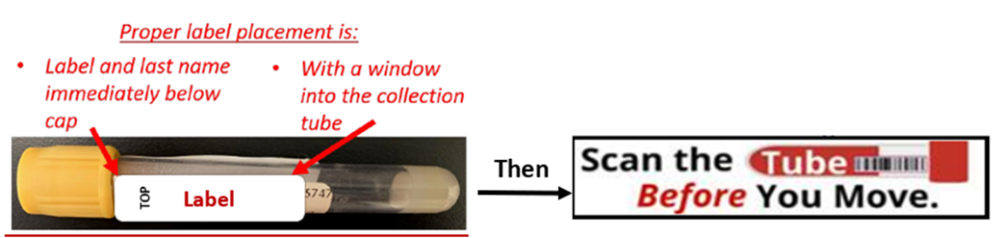 Proper label placement is:
• Label and last name
immediately below
cap
• With a window
into the collection
tube
TOP
Label
5747
Then
Scan the Tube
Before You Move.